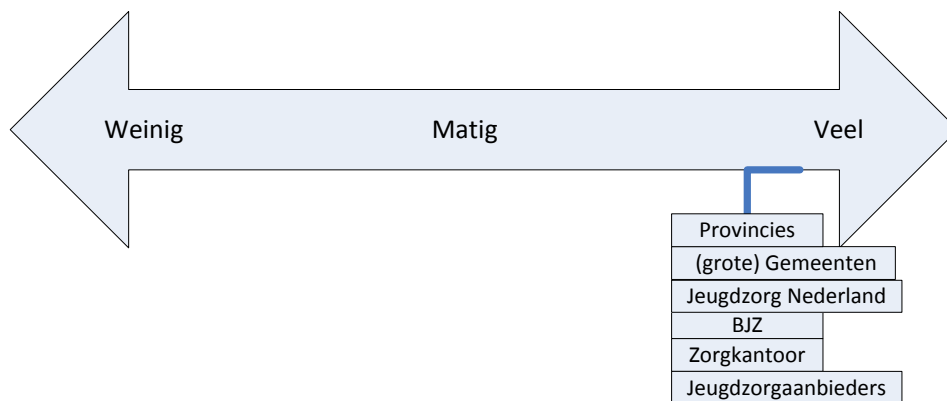 Weinig Matig Veel
Provincies
(grote) Gemeenten
Jeugdzorg Nederland
BJZ
Zorgkantoor
Jeugdzorgaanbieders